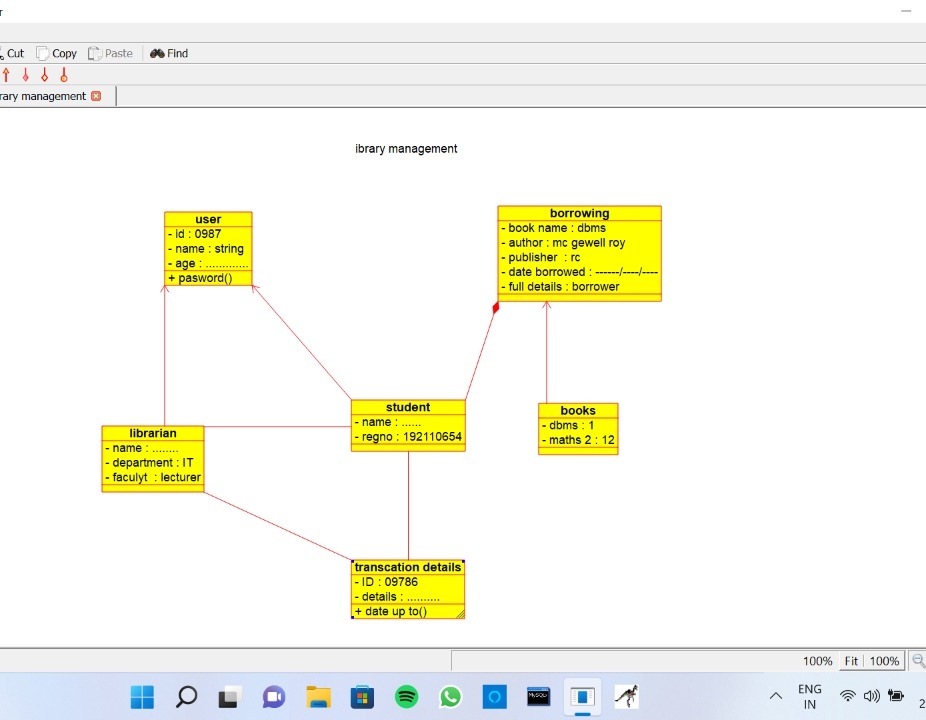 r
Cut Copy Paste Find
rary management
ibrary management
user
- id : 0987
- name : string
- age : .............
+ pasword()
borrowing
- book name : dbms
- author : mc gewell roy
- publisher  : rc
- date borrowed : ------/----/----
- full details : borrower
student
- name : ......
- regno : 192110654
books
- dbms : 1
- maths 2 : 12
librarian
- name : ........
- department : IT
- faculyt  : lecturer
transcation details
- ID : 09786
- details : ..........
+ date up to()
100% Fit 100%
MySQL
ENG
IN
2